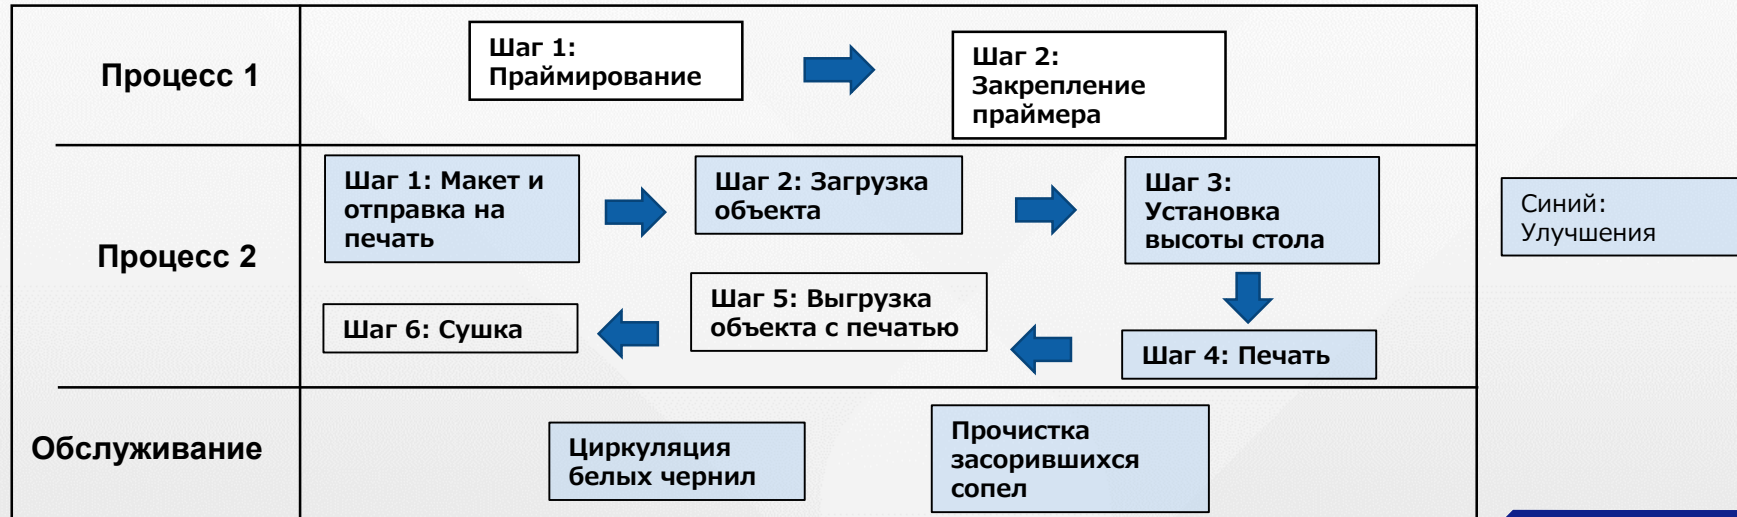 Процесс 1
Шаг 1:
Праймирование
Шаг 2:
Закрепление
праймера
Процесс 2
Шаг 1: Макет и
отправка на
печать
Шаг 2: Загрузка
объекта
Шаг 3:
Установка
высоты стола
Шаг 4: Печать
Шаг 5: Выгрузка
объекта с печатью
Шаг 6: Сушка
Синий:
Улучшения
Обслуживание
Циркуляция
белых чернил
Прочистка
засорившихся
сопел